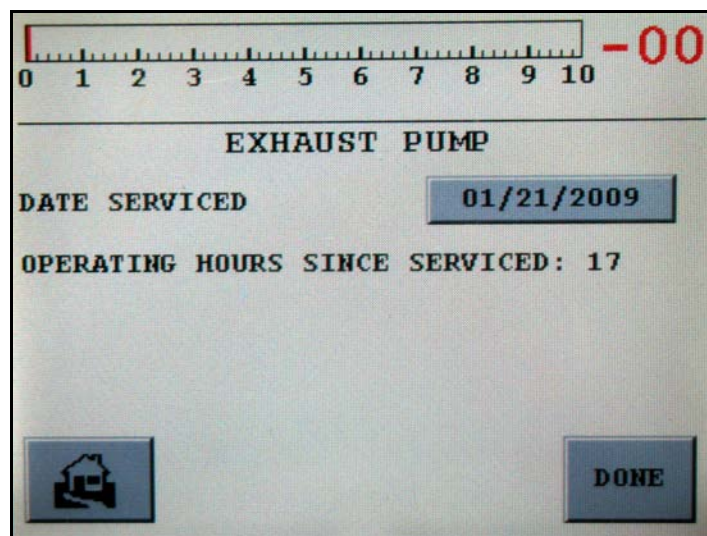 -00
0 1 2 3 4 5 6 7 8 9 10
EXHAUST PUMP
DATE SERVICED 01/21/2009
OPERATING HOURS SINCE SERVICED: 17
DONE